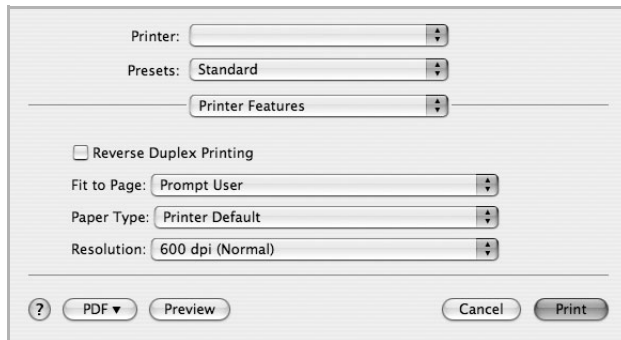 Printer:
Presets: Standard
Printer Features
Reverse Duplex Printing
Fit to Page: Prompt User
Paper Type: Printer Default
Resolution: 600 dpi (Normal)
? PDF ▼ Preview Cancel Print